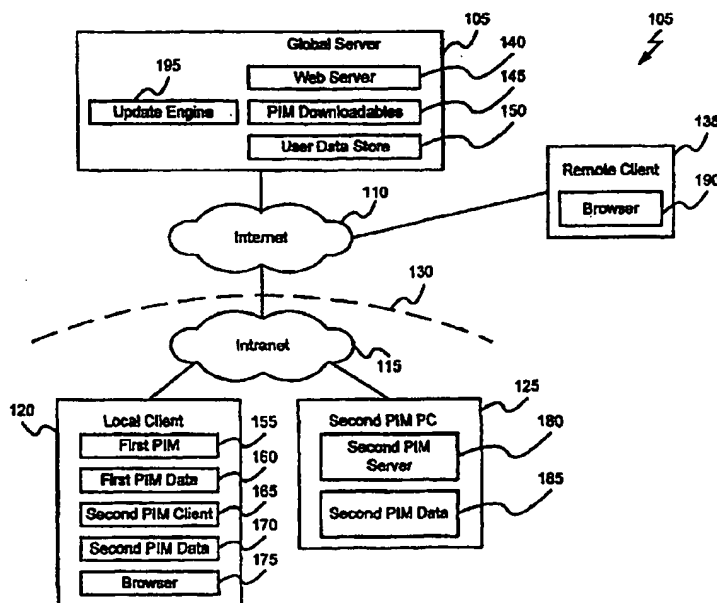 Global Server
105
105
195
Web Server
140
Update Engine
PIM Downloadables
145
User Data Store
150
135
Remote Client
190
Browser
110
Internet
130
Intranet
115
120
Local Client
First PIM
155
First PIM Data
160
Second PIM Client
165
Second PIM Data
170
Browser
175
125
Second PIM PC
Second PIM
Server
180
Second PIM Data
185